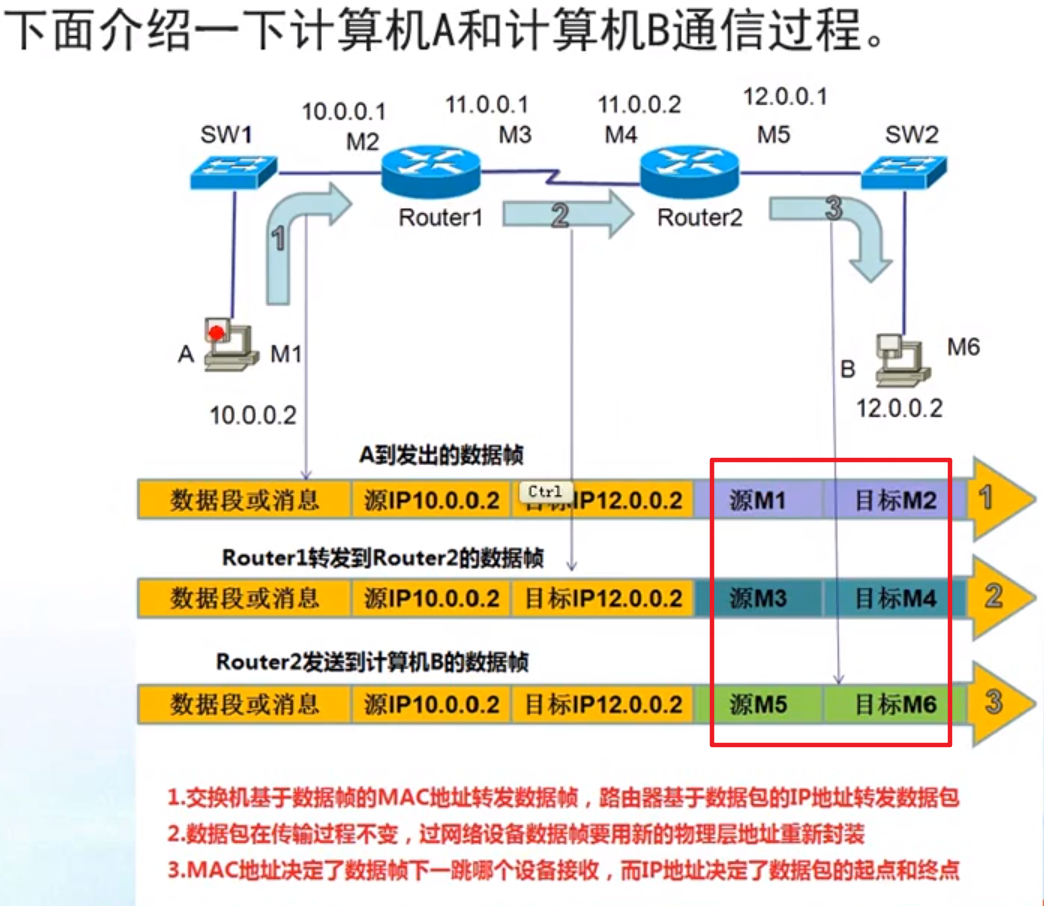 下面介绍一下计算机A和计算机B通信过程。
10.0.0.1
11.0.0.1
11.0.0.2
12.0.0.1
SW1
M2
M3
M4
M5
SW2
Router1
Router2
1
2
3
A
M1
10.0.0.2
B
M6
12.0.0.2
A到发出的数据帧
数据段或消息 源IP10.0.0.2 目标IP12.0.0.2 源M1 目标M2 1
Ctrl
Router1转发到Router2的数据帧
数据段或消息 源IP10.0.0.2 目标IP12.0.0.2 源M3 目标M4 2
Router2发送到计算机B的数据帧
数据段或消息 源IP10.0.0.2 目标IP12.0.0.2 源M5 目标M6 3
1.交换机基于数据帧的MAC地址转发数据帧，路由器基于数据包的IP地址转发数据包
2.数据包在传输过程不变，过网络设备数据帧要用新的物理层地址重新封装
3.MAC地址决定了数据帧下一跳哪个设备接收，而IP地址决定了数据包的起点和终点